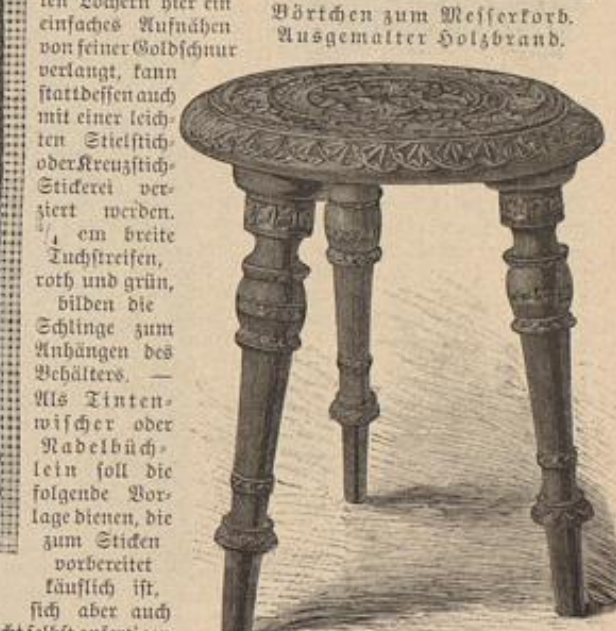 ten Löchern hier ein
einfaches Aufnähen
von feiner Goldschnur
verlangt, kann
stattdessen auch
mit einer leich-
ten Stielstich-
oder Kreuzstich-
Stickerei ver-
ziert werden.
cm breite
Tuchstreifen,
roth und grün,
bilden die
Schlinge zum
Anhängen des
Behälters. —
Als Tinten-
wischer oder
Nadelbüch-
lein soll die
folgende Vor-
lage dienen, die
zum Sticken
vorbereitet
käuflich ist,
sich aber auch
Börtchen zum Messerkorb.
Ausgemalter Holzbrand.